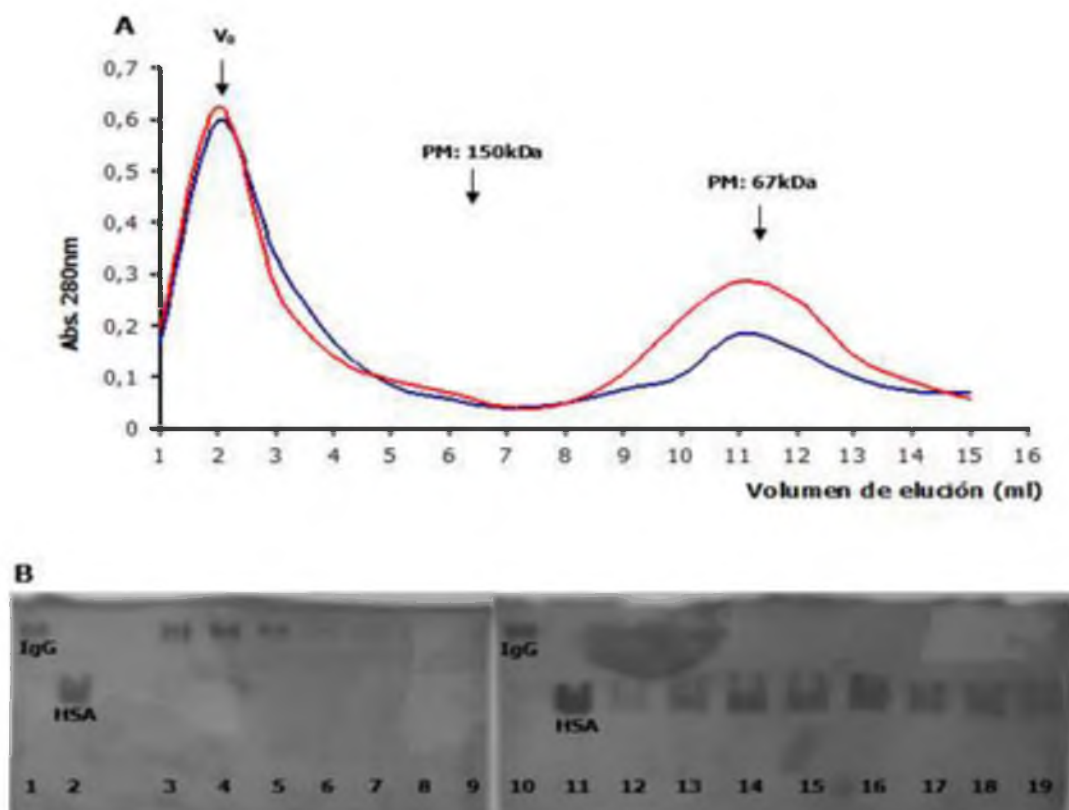 A
V₀
0,7
0,6
0,5
0,4
0,3
0,2
0,1
0
Abs. 280nm
PM: 150kDa
PM: 67kDa
1 2 3 4 5 6 7 8 9 10 11 12 13 14 15 16
Volumen de elución (ml)
B
IgG
HSA
1 2 3 4 5 6 7 8 9
IgG
HSA
10 11 12 13 14 15 16 17 18 19